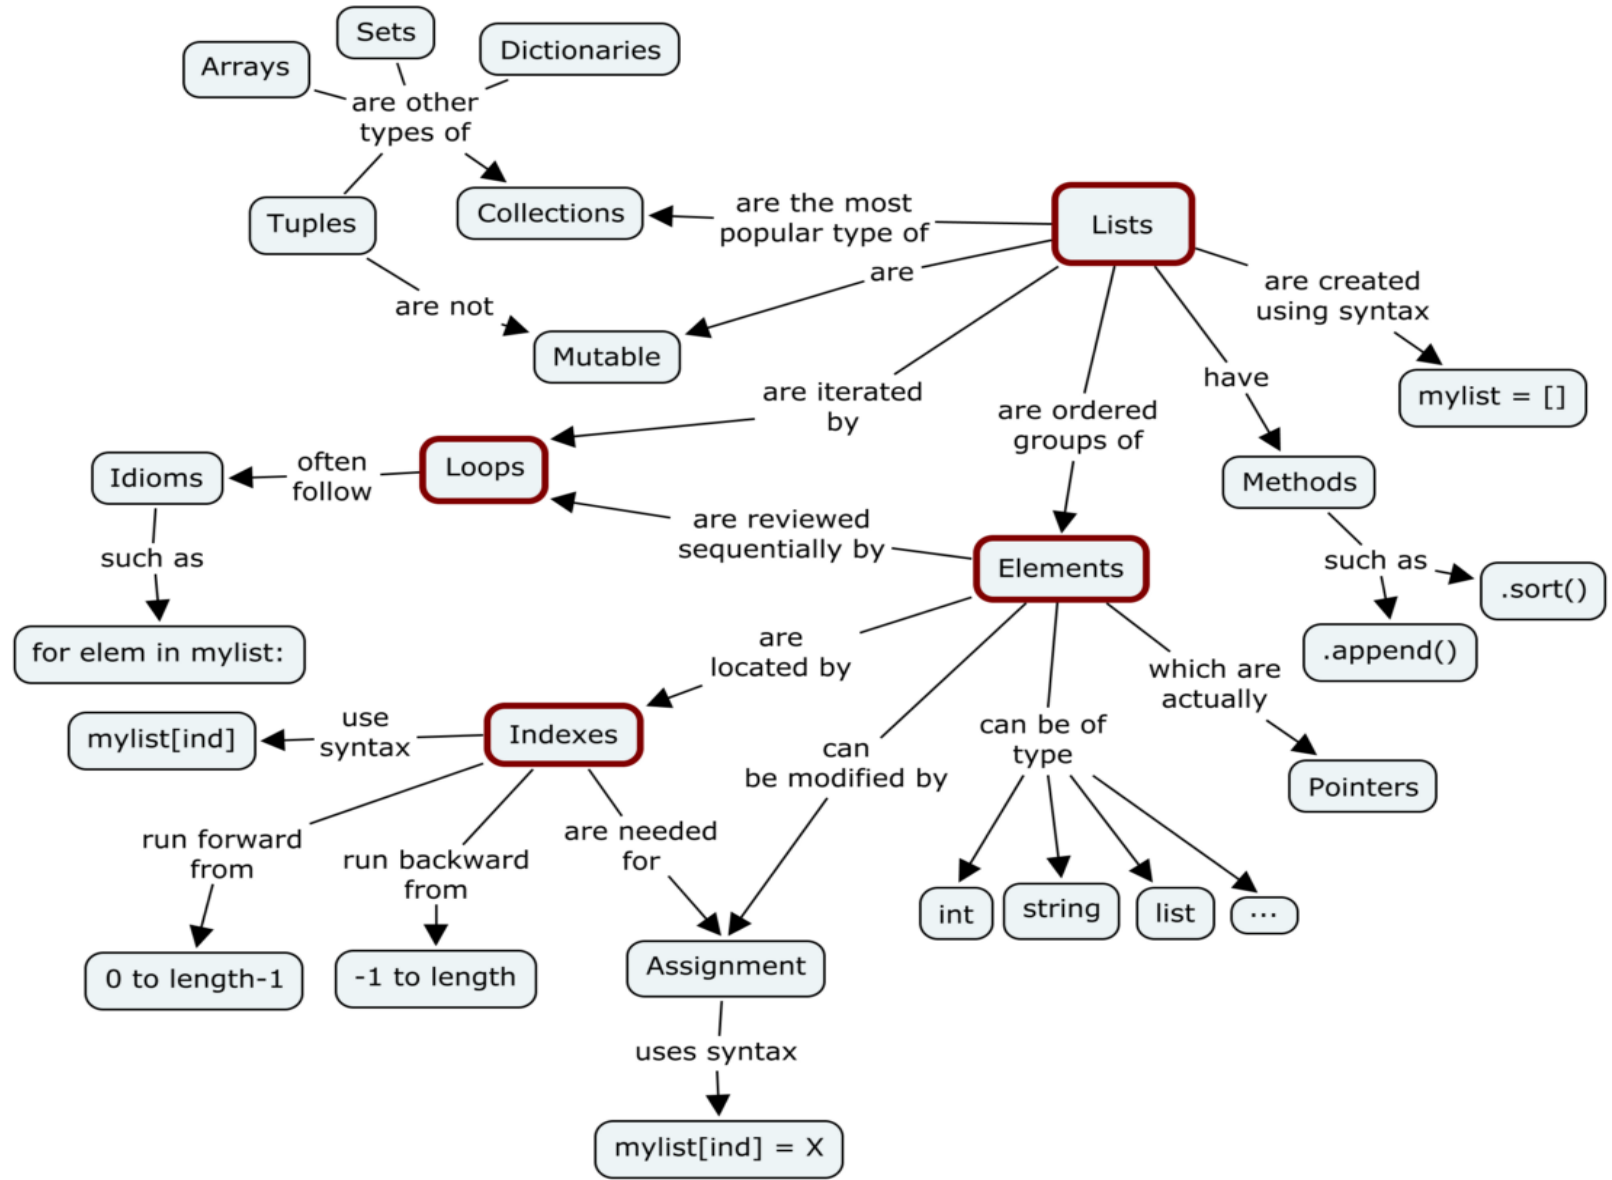 Sets
Arrays
Dictionaries
are other
types of
Tuples
Collections
are the most
popular type of
Lists
are
are not
Mutable
are created
using syntax
mylist = []
are iterated
by
are ordered
groups of
have
Methods
such as
.sort()
.append()
Loops
often
follow
Idioms
such as
for elem in mylist:
are reviewed
sequentially by
Elements
are
located by
Indexes
use
syntax
mylist[ind]
run forward
from
0 to length-1
run backward
from
-1 to length
are needed
for
can
be modified by
Assignment
uses syntax
mylist[ind] = X
can be of
type
int
string
list
...
which are
actually
Pointers